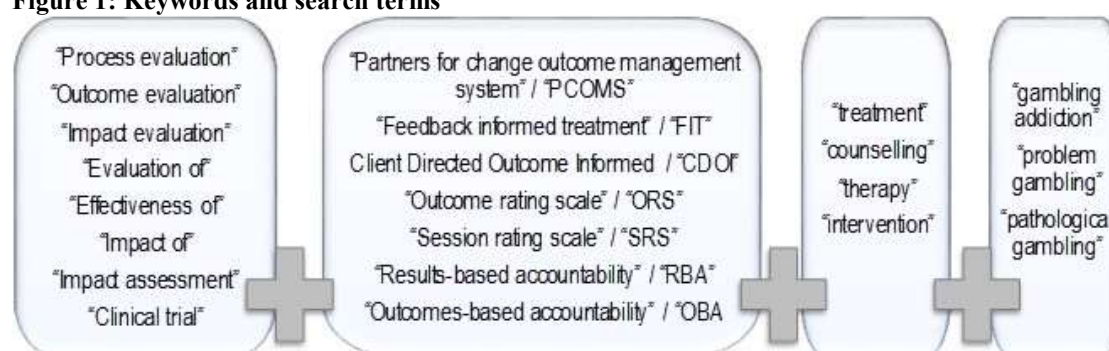 Figure 1: Keywords and search terms
“Process evaluation”
“Outcome evaluation”
“Impact evaluation”
“Evaluation of”
“Effectiveness of”
“Impact of”
“Impact assessment”
“Clinical trial”
“Partners for change outcome management
system” / “PCOMS”
“Feedback informed treatment” / “FIT”
Client Directed Outcome Informed / “CDOI”
“Outcome rating scale” / “ORS”
“Session rating scale” / “SRS”
“Results-based accountability” / “RBA”
“Outcomes-based accountability” / “OBA
“treatment”
“counselling”
“therapy”
“intervention”
“gambling
addiction”
“problem
gambling”
“pathological
gambling”